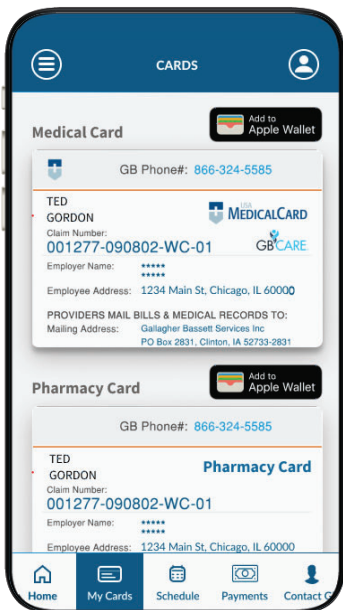 CARDS
Medical Card
Add to
Apple Wallet
GB Phone#: 866-324-5585
TED
GORDON
USA
MEDICALCARD
Claim Number:
001277-090802-WC-01
GBCARE
Employer Name: *****
*****
Employee Address: 1234 Main St, Chicago, IL 60000
PROVIDERS MAIL BILLS & MEDICAL RECORDS TO:
Mailing Address: Gallagher Bassett Services Inc
PO Box 2831, Clinton, IA 52733-2831
Pharmacy Card
Add to
Apple Wallet
GB Phone#: 866-324-5585
TED
GORDON
Pharmacy Card
Claim Number:
001277-090802-WC-01
Employer Name: *****
*****
Employee Address: 1234 Main St, Chicago, IL 60000
Home
My Cards
Schedule
Payments
Contact G